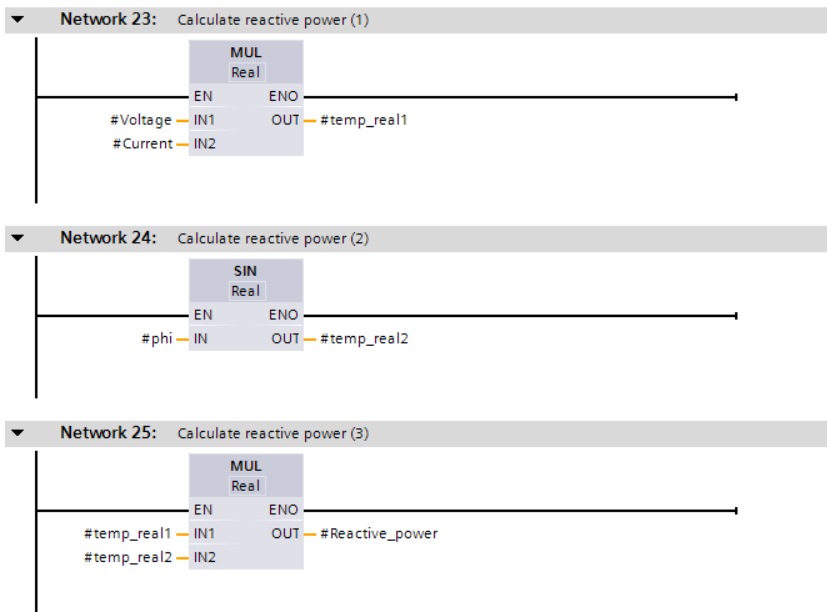 Network 23: Calculate reactive power (1)
MUL
Real
EN ENO
#Voltage IN1 OUT #temp_real1
#Current IN2
Network 24: Calculate reactive power (2)
SIN
Real
EN ENO
#phi IN OUT #temp_real2
Network 25: Calculate reactive power (3)
MUL
Real
EN ENO
#temp_real1 IN1 OUT #Reactive_power
#temp_real2 IN2